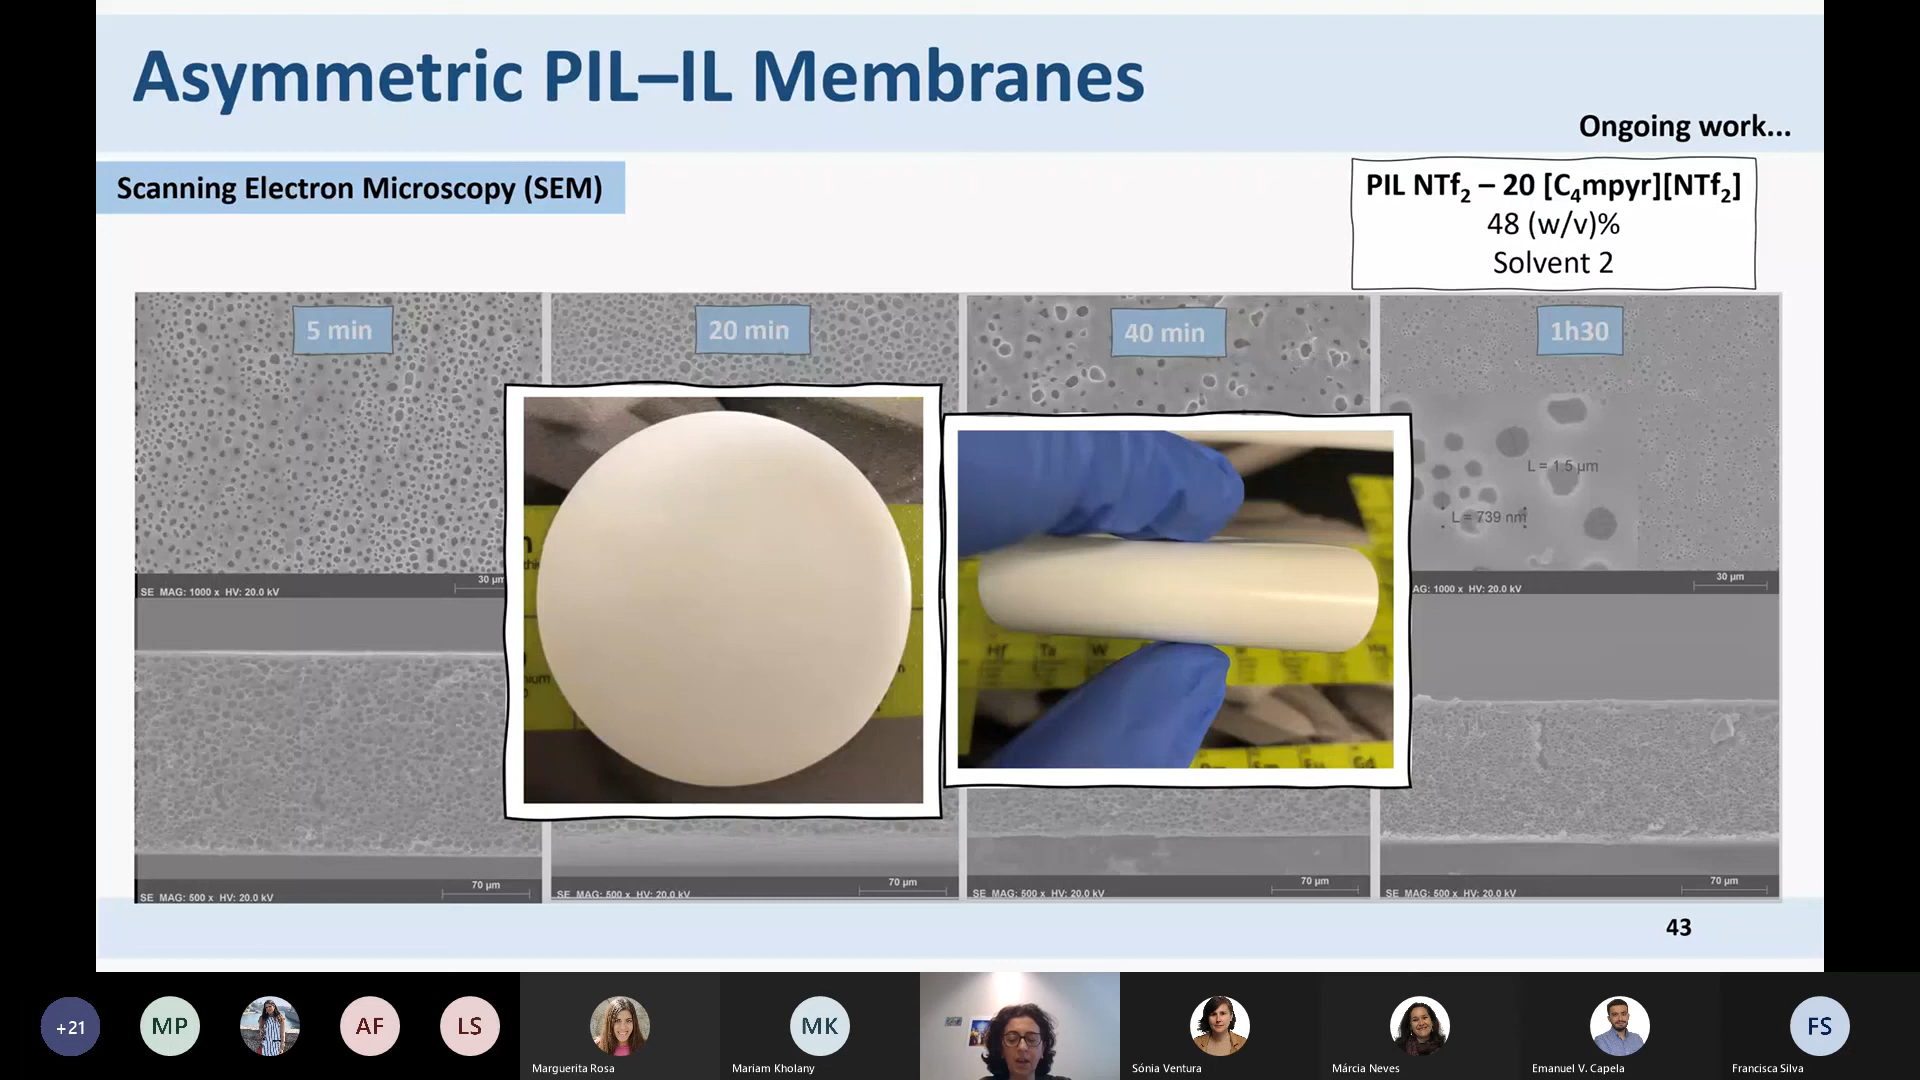 Asymmetric PIL–IL Membranes
Ongoing work...
Scanning Electron Microscopy (SEM)
PIL NTf2 – 20 [C4mpyr][NTf2]
48 (w/v)%
Solvent 2
5 min
20 min
40 min
1h30
L = 1.5 µm
L = 739 nm
30 µm
SE MAG: 1000 x HV: 20.0 kV
30 µm
AG: 1000 x HV: 20.0 kV
Hf Ta W
70 µm
SE MAG: 500 x HV: 20.0 kV
70 µm
SE MAG: 500 x HV: 20.0 kV
70 µm
SE MAG: 500 x HV: 20.0 kV
70 µm
SE MAG: 500 x HV: 20.0 kV
43
+21
MP
AF
LS
MK
FS
Marguerita Rosa
Mariam Kholany
Sónia Ventura
Márcia Neves
Emanuel V. Capela
Francisca Silva